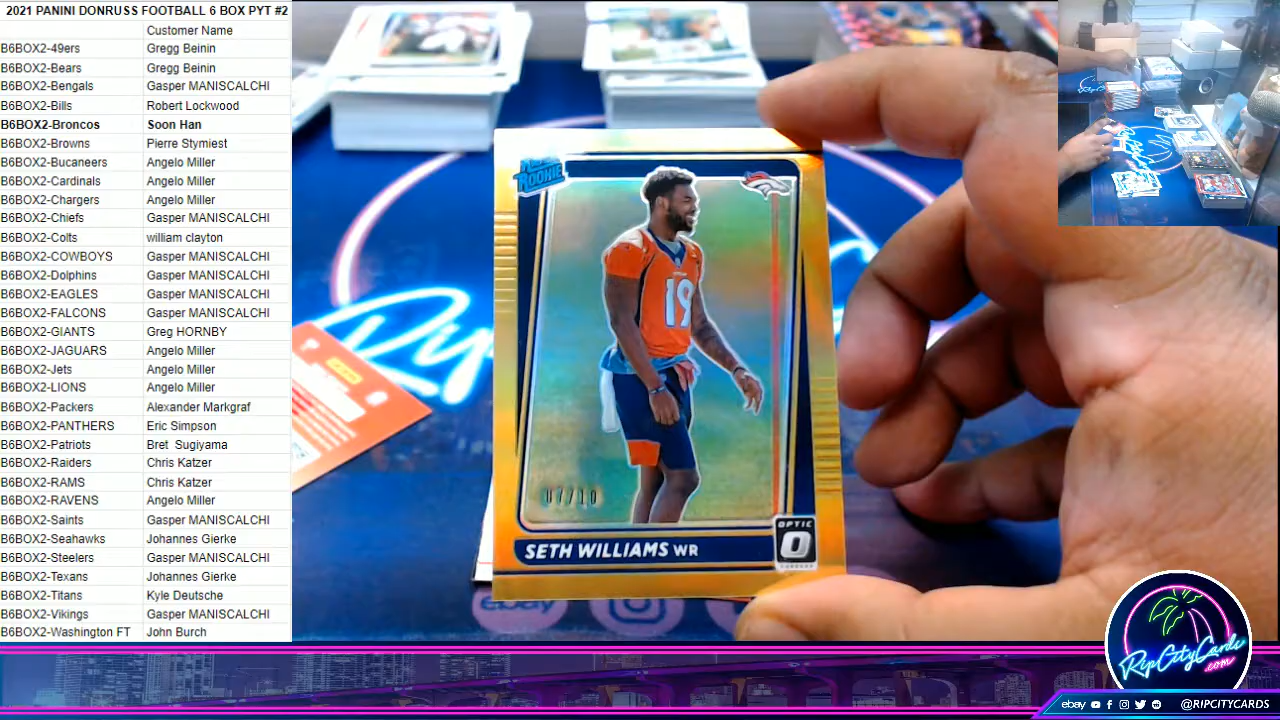 2021 PANINI DONRUSS FOOTBALL 6 BOX PYT #2
Customer Name
B6BOX2-49ers Gregg Beinin
B6BOX2-Bears Gregg Beinin
B6BOX2-Bengals Gasper MANISCALCHI
B6BOX2-Bills Robert Lockwood
B6BOX2-Broncos Soon Han
B6BOX2-Browns Pierre Stymiest
B6BOX2-Bucaneers Angelo Miller
B6BOX2-Cardinals Angelo Miller
B6BOX2-Chargers Angelo Miller
B6BOX2-Chiefs Gasper MANISCALCHI
B6BOX2-Colts william clayton
B6BOX2-COWBOYS Gasper MANISCALCHI
B6BOX2-Dolphins Gasper MANISCALCHI
B6BOX2-EAGLES Gasper MANISCALCHI
B6BOX2-FALCONS Gasper MANISCALCHI
B6BOX2-GIANTS Greg HORNBY
B6BOX2-JAGUARS Angelo Miller
B6BOX2-Jets Angelo Miller
B6BOX2-LIONS Angelo Miller
B6BOX2-Packers Alexander Markgraf
B6BOX2-PANTHERS Eric Simpson
B6BOX2-Patriots Bret Sugiyama
B6BOX2-Raiders Chris Katzer
B6BOX2-RAMS Chris Katzer
B6BOX2-RAVENS Angelo Miller
B6BOX2-Saints Gasper MANISCALCHI
B6BOX2-Seahawks Johannes Gierke
B6BOX2-Steelers Gasper MANISCALCHI
B6BOX2-Texans Johannes Gierke
B6BOX2-Titans Kyle Deutsche
B6BOX2-Vikings Gasper MANISCALCHI
B6BOX2-Washington FT John Burch
ROOKIE
19
07/10
SETH WILLIAMS WR
OPTIC
O
ebay
RipCityCards
.com
ebay @RIPCITYCARDS